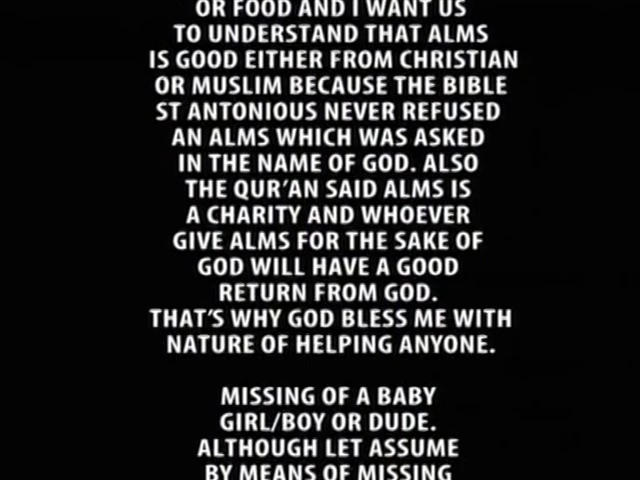 OR FOOD AND I WANT US
TO UNDERSTAND THAT ALMS
IS GOOD EITHER FROM CHRISTIAN
OR MUSLIM BECAUSE THE BIBLE
ST ANTONIOUS NEVER REFUSED
AN ALMS WHICH WAS ASKED
IN THE NAME OF GOD. ALSO
THE QUR'AN SAID ALMS IS
A CHARITY AND WHOEVER
GIVE ALMS FOR THE SAKE OF
GOD WILL HAVE A GOOD
RETURN FROM GOD.
THAT'S WHY GOD BLESS ME WITH
NATURE OF HELPING ANYONE.
MISSING OF A BABY
GIRL/BOY OR DUDE.
ALTHOUGH LET ASSUME
BY MEANS OF MISSING